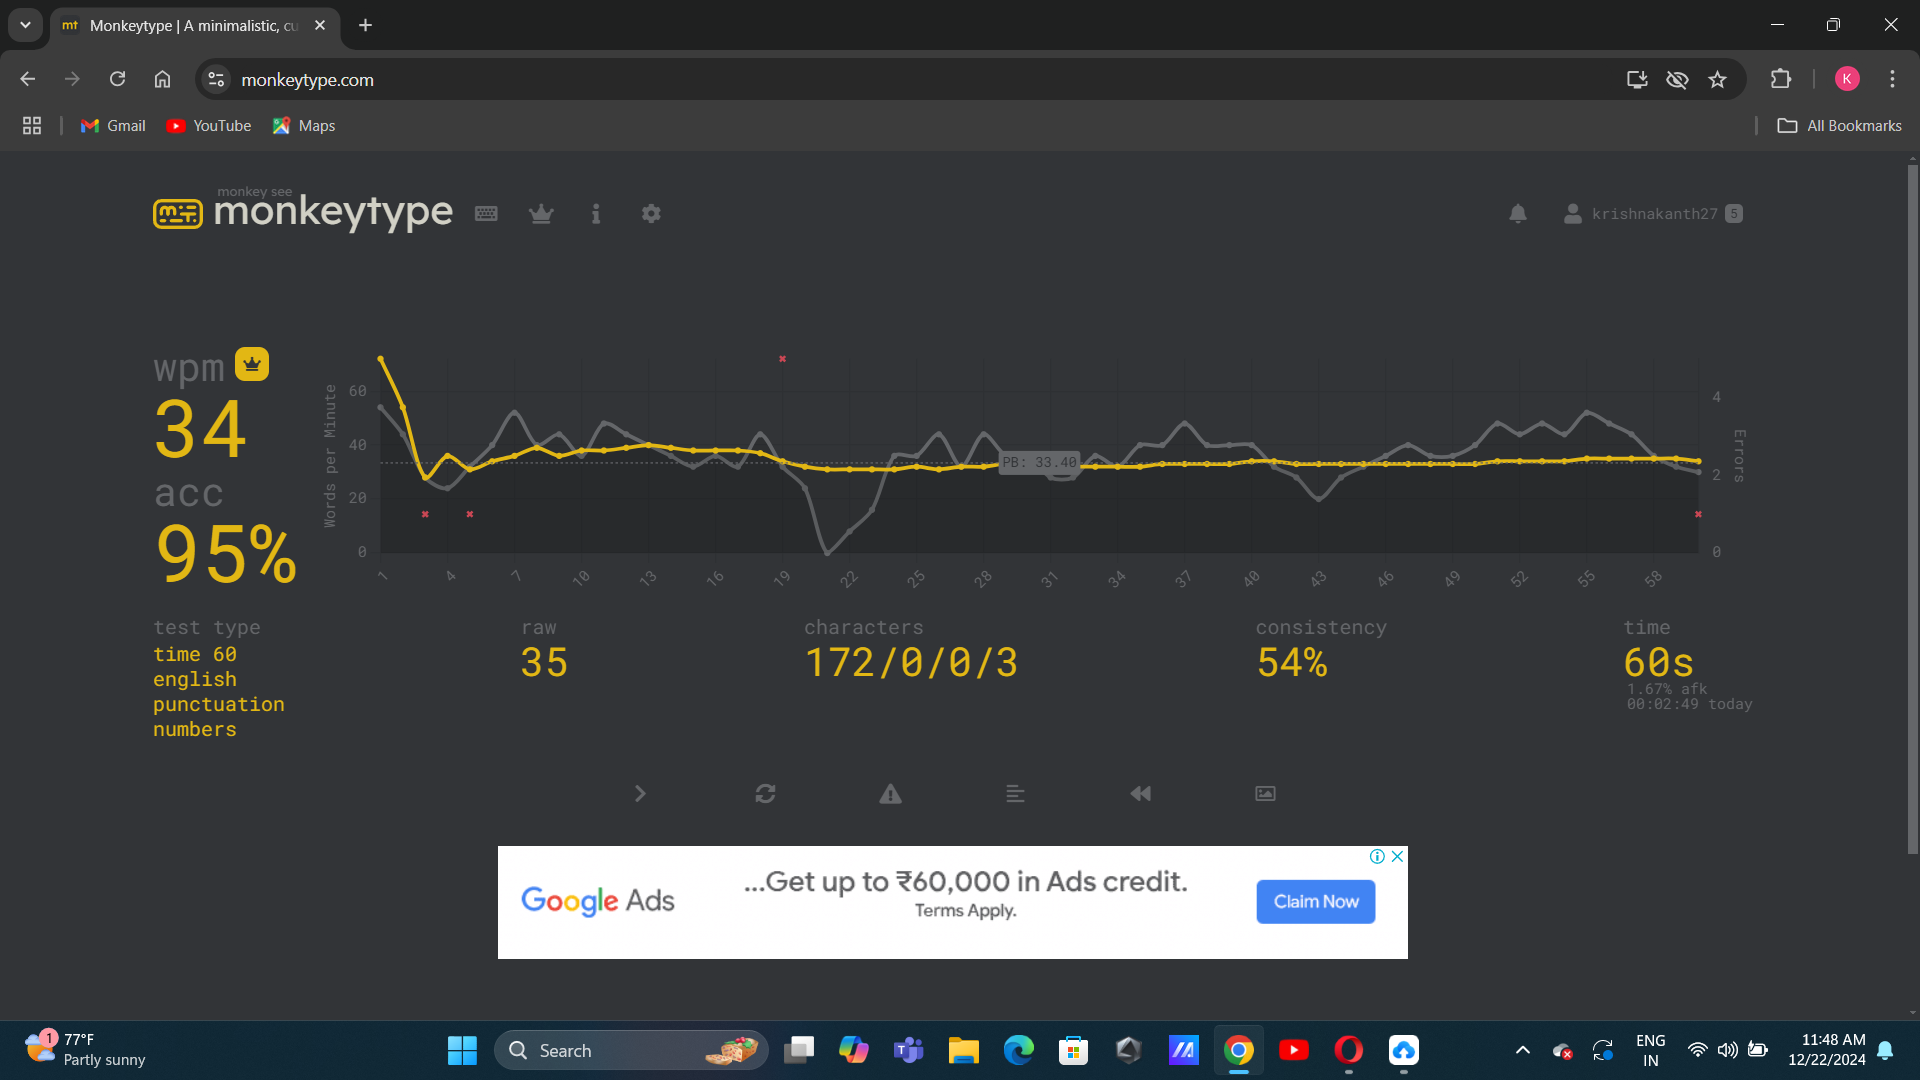 mt Monkeytype | A minimalistic, cu
monkeytype.com
K
Gmail YouTube Maps All Bookmarks
monkey see
monkeytype
krishnakanth27 5
wpm
34
acc
95%
Words per Minute
60
40
20
0
PB: 33.40
4
2
0
Errors
1 4 7 10 13 16 19 22 25 28 31 34 37 40 43 46 49 52 55 58
test type
time 60
english
punctuation
numbers
raw
35
characters
172/0/0/3
consistency
54%
time
60s
1.67% afk
00:02:49 today
Google Ads
...Get up to ₹60,000 in Ads credit.
Terms Apply.
Claim Now
1
77°F
Partly sunny
Search
ENG
IN
11:48 AM
12/22/2024